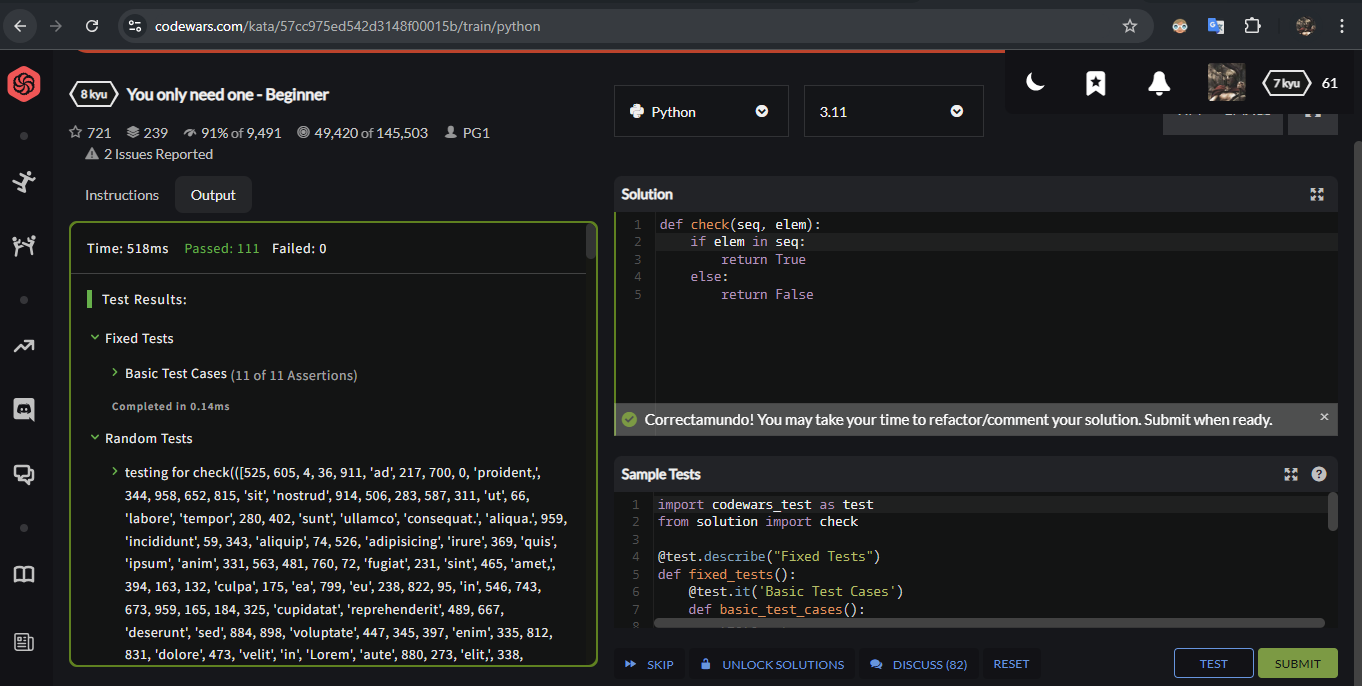 codewars.com/kata/57cc975ed542d3148f00015b/train/python
8 kyu You only need one - Beginner
721 239 91% of 9,491 49,420 of 145,503 PG1
2 Issues Reported
Python
3.11
7 kyu 61
Instructions Output
Time: 518ms Passed: 111 Failed: 0
Test Results:
Fixed Tests
Basic Test Cases (11 of 11 Assertions)
Completed in 0.14ms
Random Tests
testing for check(([525, 605, 4, 36, 911, 'ad', 217, 700, 0, 'proident,',
344, 958, 652, 815, 'sit', 'nostrud', 914, 506, 283, 587, 311, 'ut', 66,
'labore', 'tempor', 280, 402, 'sunt', 'ullamco', 'consequat.', 'aliqua.', 959,
'incididunt', 59, 343, 'aliquip', 74, 526, 'adipisicing', 'irure', 369, 'quis',
'ipsum', 'anim', 331, 563, 481, 760, 72, 'fugiat', 231, 'sint', 465, 'amet,',
394, 163, 132, 'culpa', 175, 'ea', 799, 'eu', 238, 822, 95, 'in', 546, 743,
673, 959, 165, 184, 325, 'cupidatat', 'reprehenderit', 489, 667,
'deserunt', 'sed', 884, 898, 'voluptate', 447, 345, 397, 'enim', 335, 812,
831, 'dolore', 473, 'velit', 'in', 'Lorem', 'aute', 880, 273, 'elit,', 338,
Solution
1 def check(seq, elem):
2 if elem in seq:
3 return True
4 else:
5 return False
Correctamundo! You may take your time to refactor/comment your solution. Submit when ready.
Sample Tests
1 import codewars_test as test
2 from solution import check
3
4 @test.describe("Fixed Tests")
5 def fixed_tests():
6 @test.it('Basic Test Cases')
7 def basic_test_cases():
8
SKIP UNLOCK SOLUTIONS DISCUSS (82) RESET TEST SUBMIT